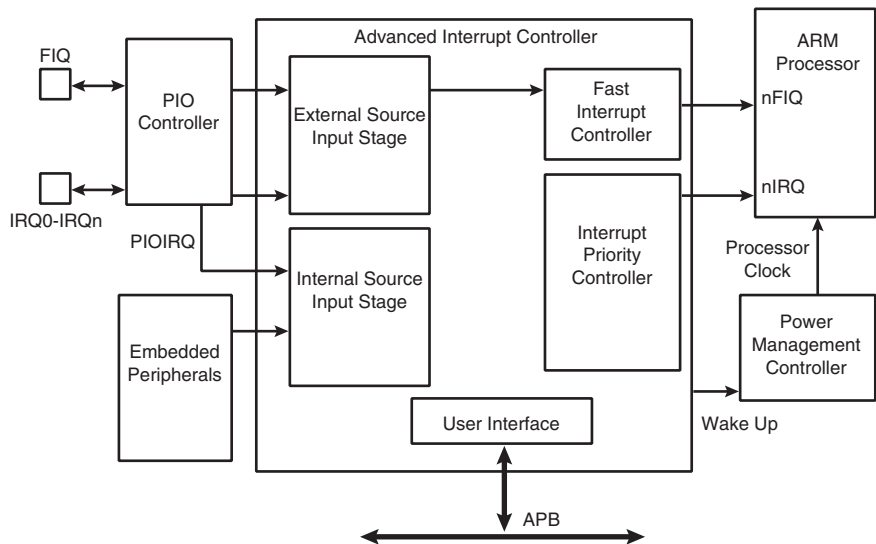 Advanced Interrupt Controller
FIQ
PIO
Controller
IRQ0-IRQn
PIOIRQ
Embedded
Peripherals
External Source
Input Stage
Internal Source
Input Stage
Fast
Interrupt
Controller
Interrupt
Priority
Controller
User Interface
APB
ARM
Processor
nFIQ
nIRQ
Processor
Clock
Power
Management
Controller
Wake Up